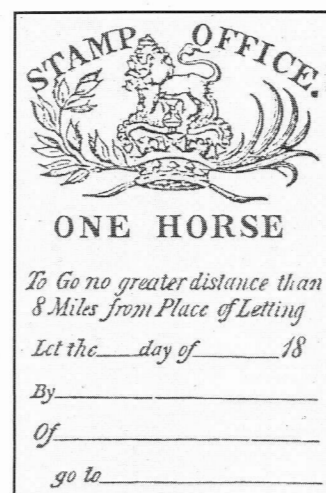 STAMP OFFICE.
ONE HORSE
To Go no greater distance than
8 Miles from Place of Letting
Let the day of 18
By
Of
go to